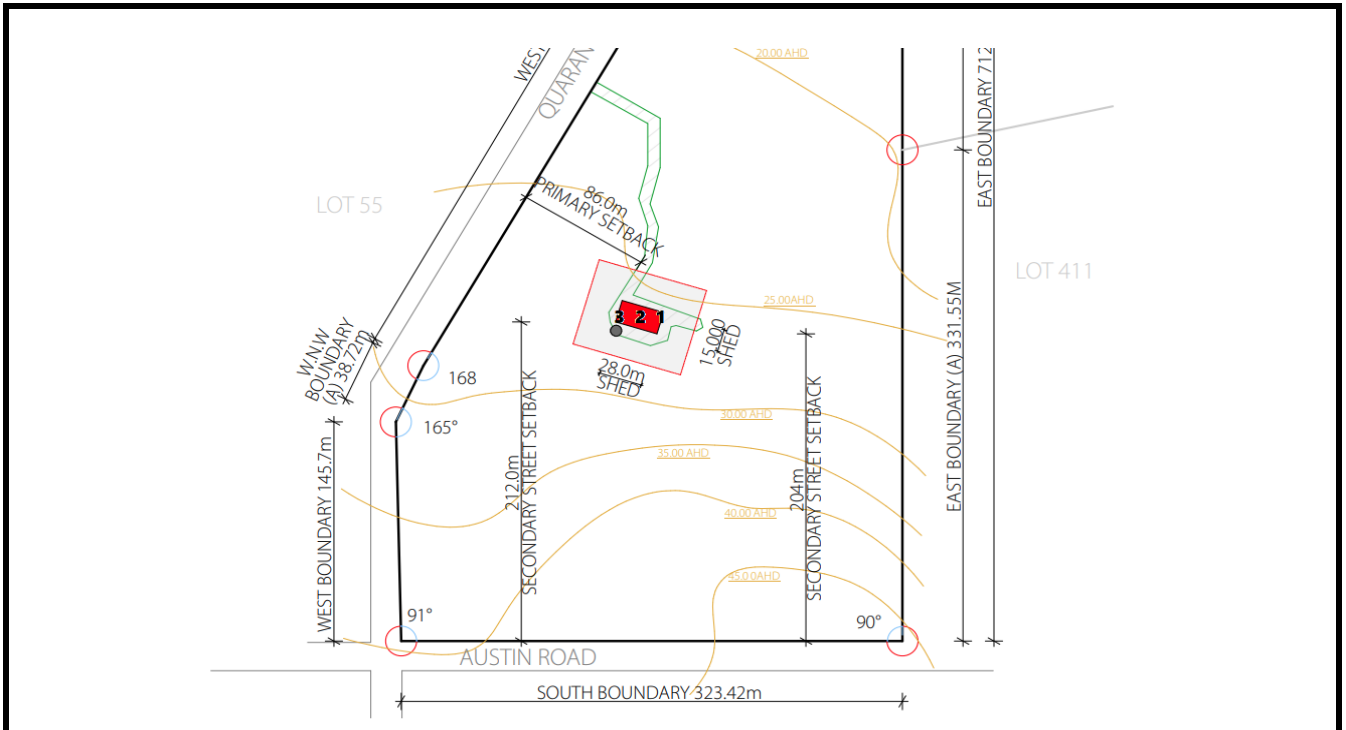 20.00 AHD
WEST
QUARAN
EAST BOUNDARY 712
LOT 55
86.0m
PRIMARY SETBACK
LOT 411
25.00AHD
3 2 1
15.000
SHED
28.0m
SHED
W.N.W
BOUNDARY
(A) 38.72m
168
165°
EAST BOUNDARY (A) 331.55M
30.00 AHD
35.00 AHD
212.0m
SECONDARY STREET SETBACK
204m
SECONDARY STREET SETBACK
WEST BOUNDARY 145.7m
40.00 AHD
45.00AHD
91°
90°
AUSTIN ROAD
SOUTH BOUNDARY 323.42m